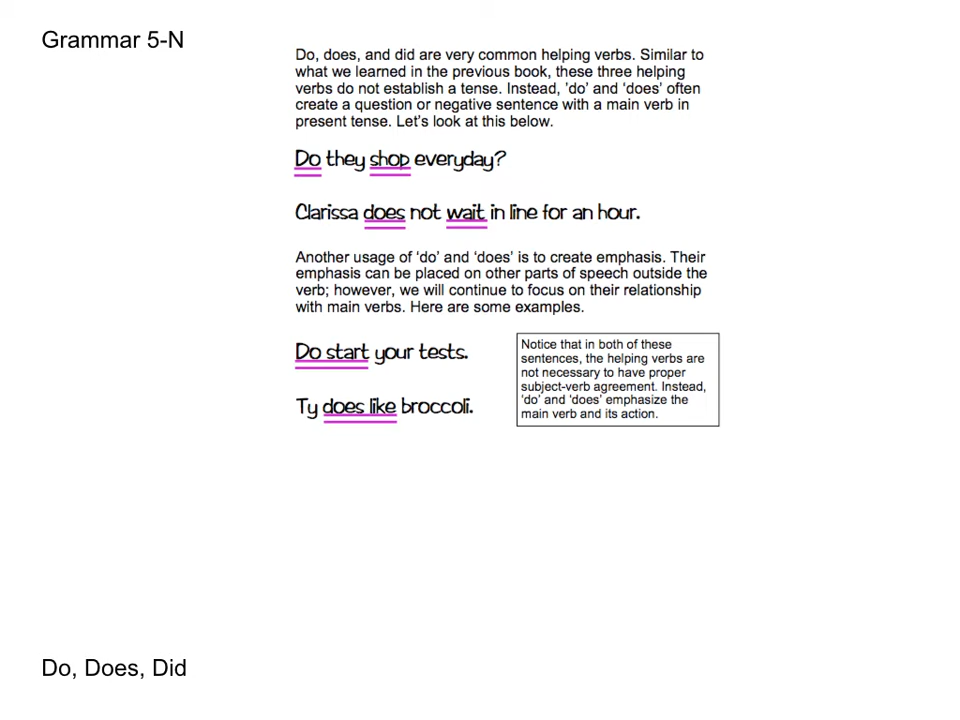 Grammar 5-N
Do, does, and did are very common helping verbs. Similar to
what we learned in the previous book, these three helping
verbs do not establish a tense. Instead, 'do' and 'does' often
create a question or negative sentence with a main verb in
present tense. Let's look at this below.
Do they shop everyday?
Clarissa does not wait in line for an hour.
Another usage of 'do' and 'does' is to create emphasis. Their
emphasis can be placed on other parts of speech outside the
verb; however, we will continue to focus on their relationship
with main verbs. Here are some examples.
Do start your tests.
Ty does like broccoli.
Notice that in both of these
sentences, the helping verbs are
not necessary to have proper
subject-verb agreement. Instead,
'do' and 'does' emphasize the
main verb and its action.
Do, Does, Did